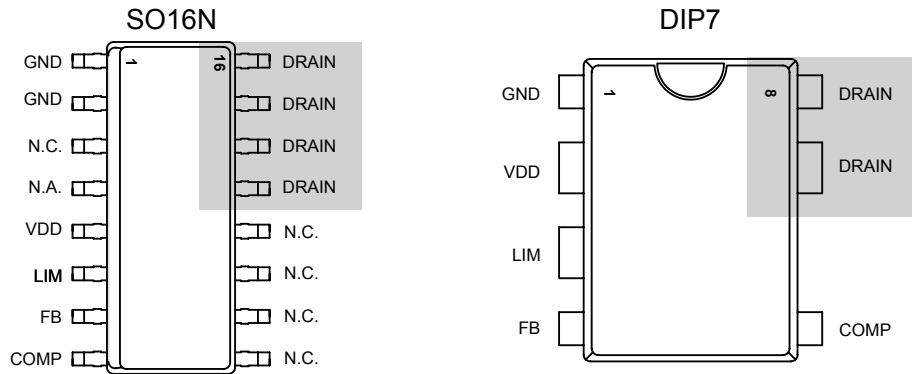 SO16N
GND 1 16 DRAIN
GND DRAIN
N.C. DRAIN
N.A. DRAIN
VDD N.C.
LIM N.C.
FB N.C.
COMP N.C.
DIP7
GND 1 8 DRAIN
VDD DRAIN
LIM
FB COMP